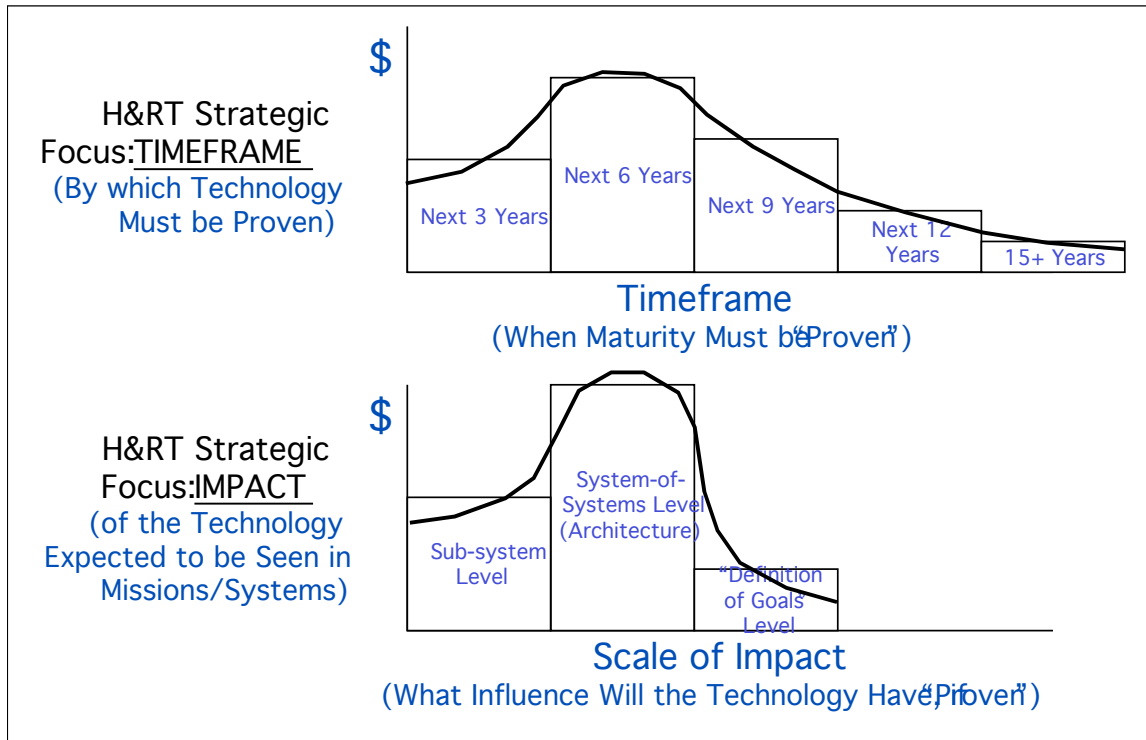 $
H&RT Strategic
Focus:TIMEFRAME
(By which Technology
Must be Proven)
Next 3 Years
Next 6 Years
Next 9 Years
Next 12
Years
15+ Years
Timeframe
(When Maturity Must be “Proven”)
$
H&RT Strategic
Focus:IMPACT
(of the Technology
Expected to be Seen in
Missions/Systems)
Sub-system
Level
System-of-
Systems Level
(Architecture)
“Definition
of Goals”
Level
Scale of Impact
(What Influence Will the Technology Have, if “Proven”)